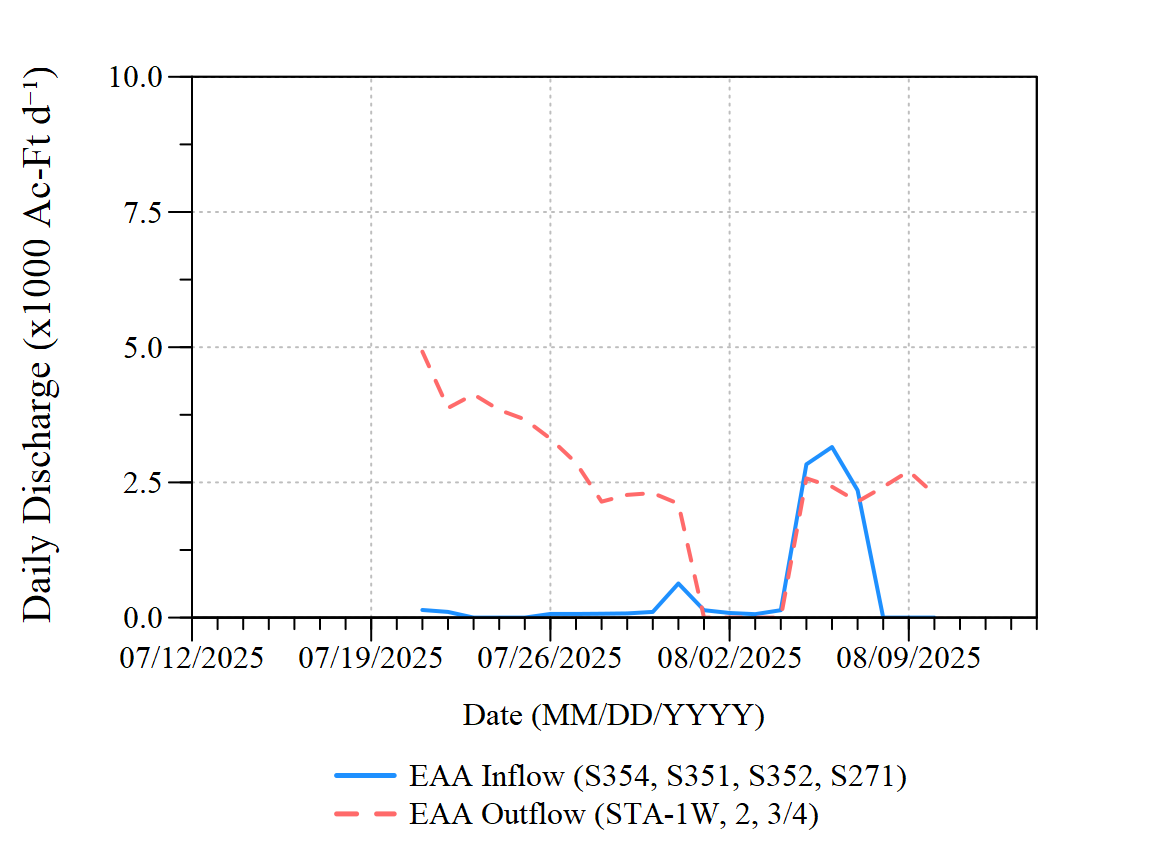 Daily Discharge (x1000 Ac-Ft d⁻¹)
10.0
7.5
5.0
2.5
0.0
07/12/2025 07/19/2025 07/26/2025 08/02/2025 08/09/2025
Date (MM/DD/YYYY)
EAA Inflow (S354, S351, S352, S271)
EAA Outflow (STA-1W, 2, 3/4)